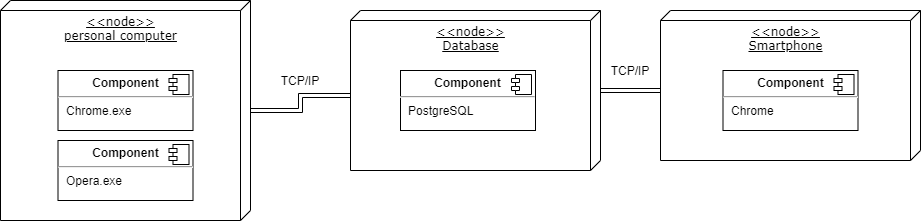 <<node>>
personal computer
Component
Chrome.exe
Component
Opera.exe
TCP/IP
<<node>>
Database
Component
PostgreSQL
TCP/IP
<<node>>
Smartphone
Component
Chrome